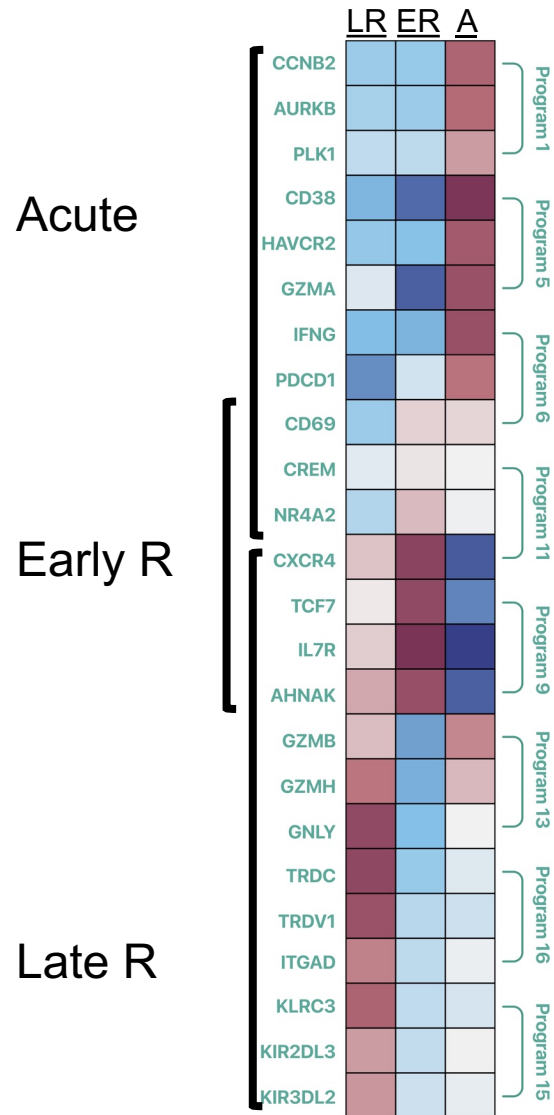 LR ER A
CCNB2
AURKB
PLK1
Program 1
CD38
HAVCR2
GZMA
Program 5
IFNG
PDCD1
CD69
Program 6
CREM
NR4A2
CXCR4
Program 11
TCF7
IL7R
AHNAK
Program 9
GZMB
GZMH
GNLY
Program 13
TRDC
TRDV1
ITGAD
Program 16
KLRC3
KIR2DL3
KIR3DL2
Program 15
Acute
Early R
Late R